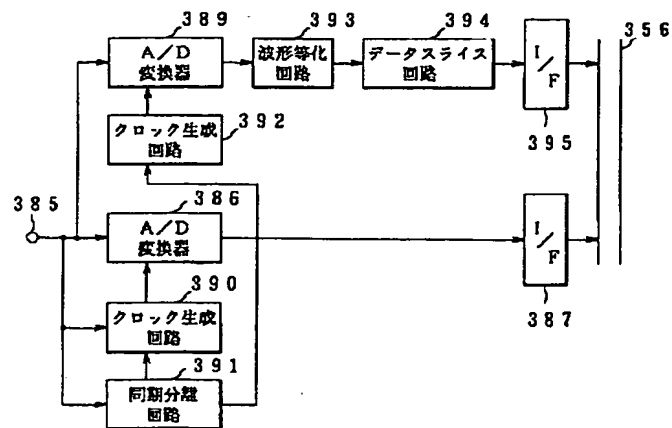 389
A/D
変換器
393
波形等化
回路
394
データスライス
回路
I/F
395
356
クロック生成
回路
392
385
386
A/D
変換器
I/F
387
390
クロック生成
回路
391
同期分離
回路